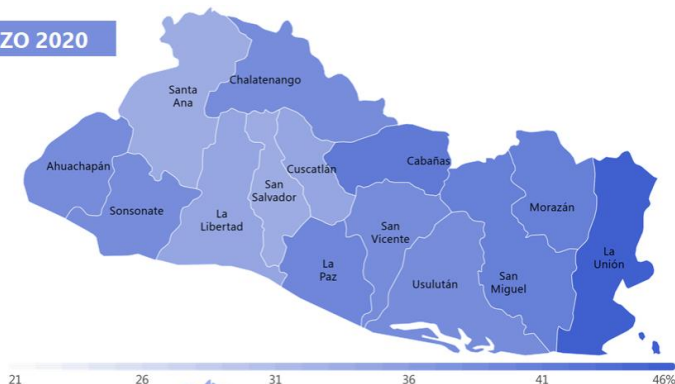 ZO 2020
Chalatenango
Santa
Ana
Ahuachapán
Cuscatlán
Cabañas
San
Salvador
Sonsonate
La
Libertad
Morazán
San
Vicente
La
Unión
La
Paz
Usulután
San
Miguel
21 26 31 36 41 46%